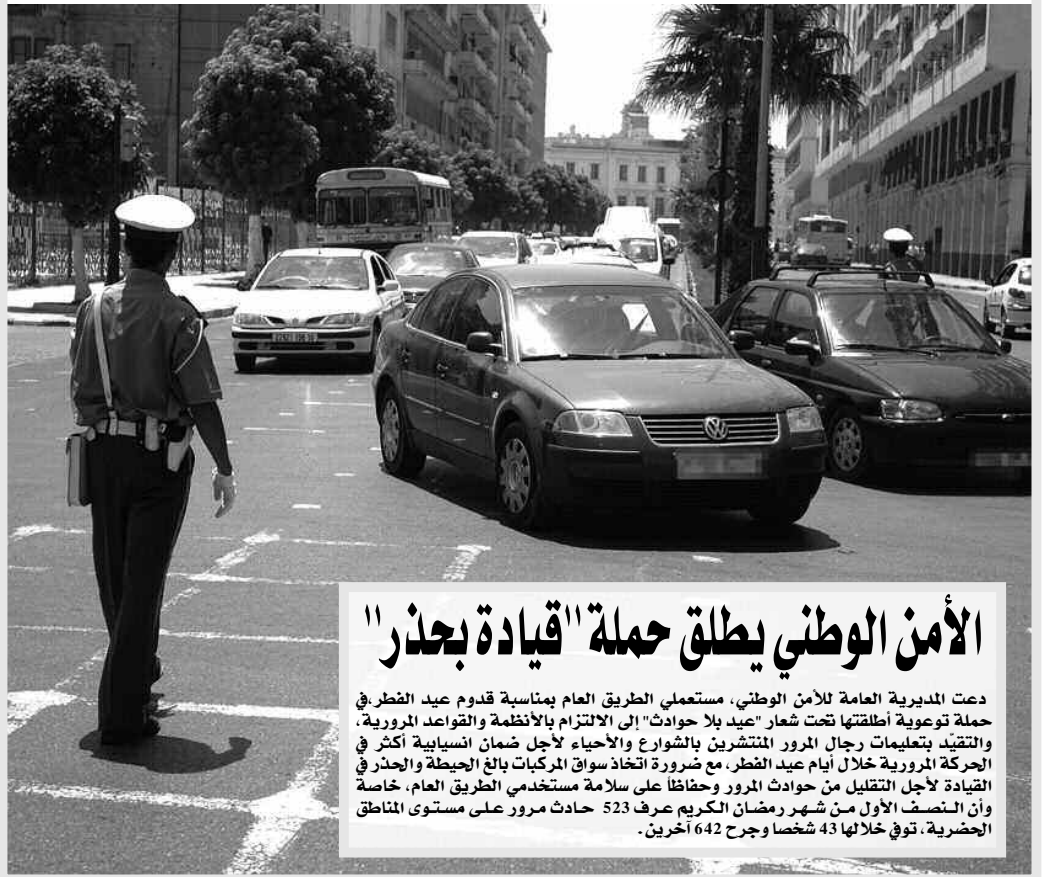 الأمن الوطني يطلق حملة "قيادة بحذر"
دعت المديرية العامة للأمن الوطني، مستعملي الطريق العام بمناسبة قدوم عيد الفطر،في
حملة توعوية أطلقتها تحت شعار "عيد بلا حوادث" إلى الالتزام بالأنظمة والقواعد المرورية،
والتقيّد بتعليمات رجال المرور المنتشرين بالشوارع والأحياء لأجل ضمان انسيابية أكثر في
الحركة المرورية خلال أيام عيد الفطر، مع ضرورة اتخاذ سواق المركبات بالغ الحيطة والحذر في
القيادة لأجل التقليل من حوادث المرور وحفاظا على سلامة مستخدمي الطريق العام، خاصة
وأن النصف الأول من شهر رمضان الكريم عرف 523 حادث مرور على مستوى المناطق
الحضرية، توفي خلالها 43 شخصا وجرح 642 آخرين.